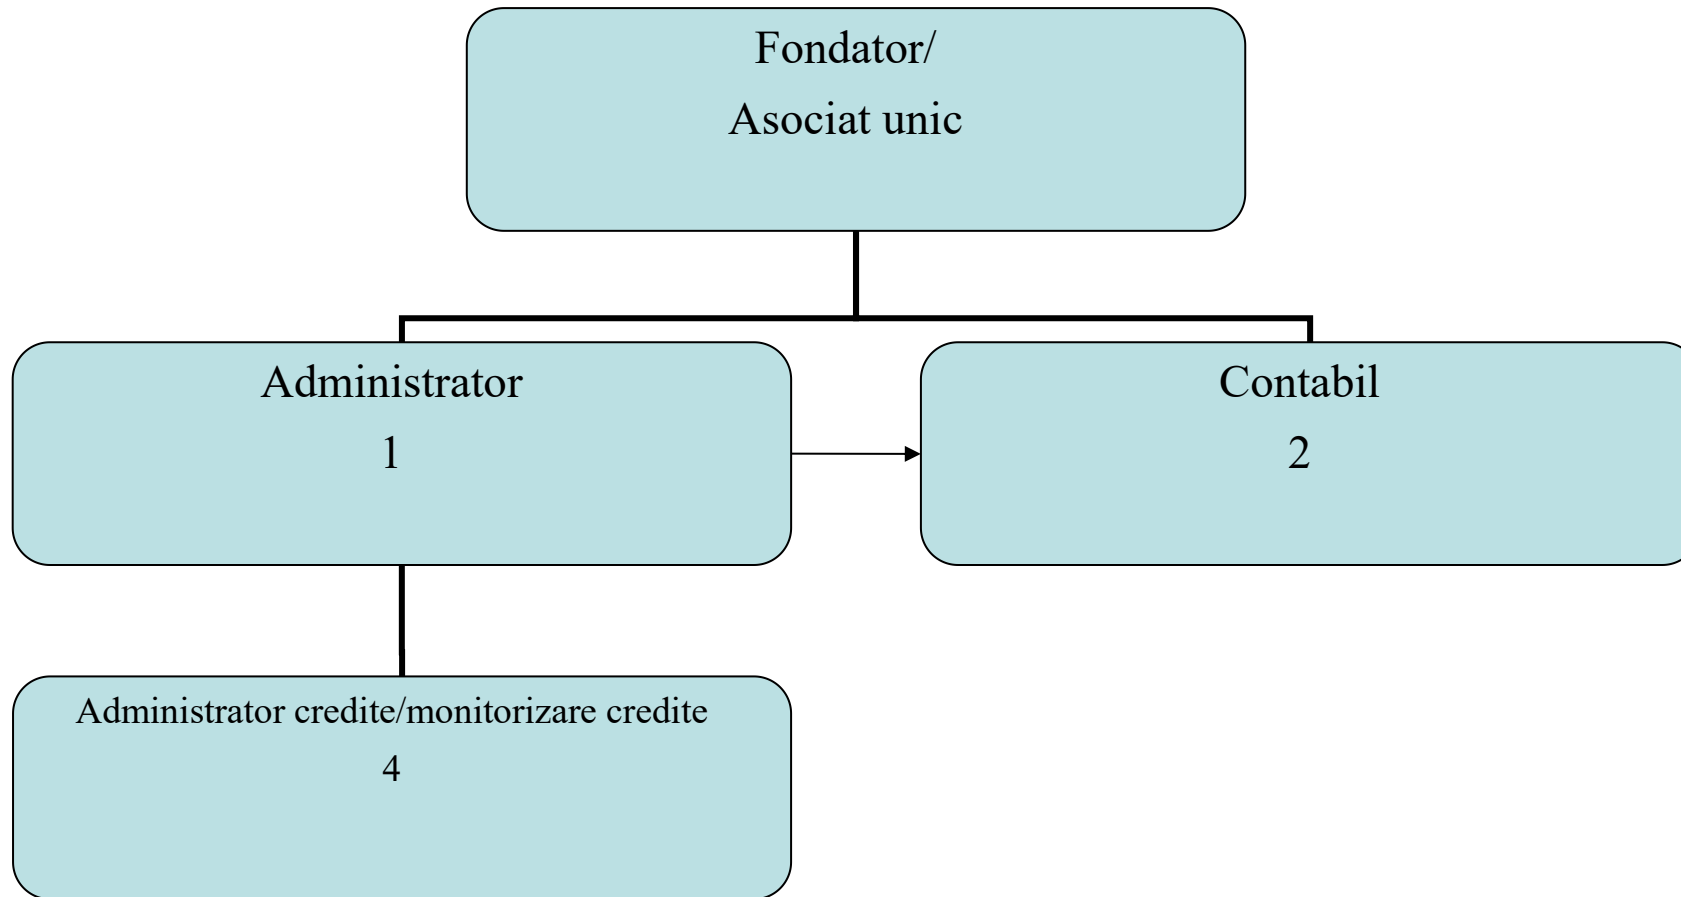 Fondator/
Asociat unic
Administrator
1
Contabil
2
Administrator credite/monitorizare credite
4